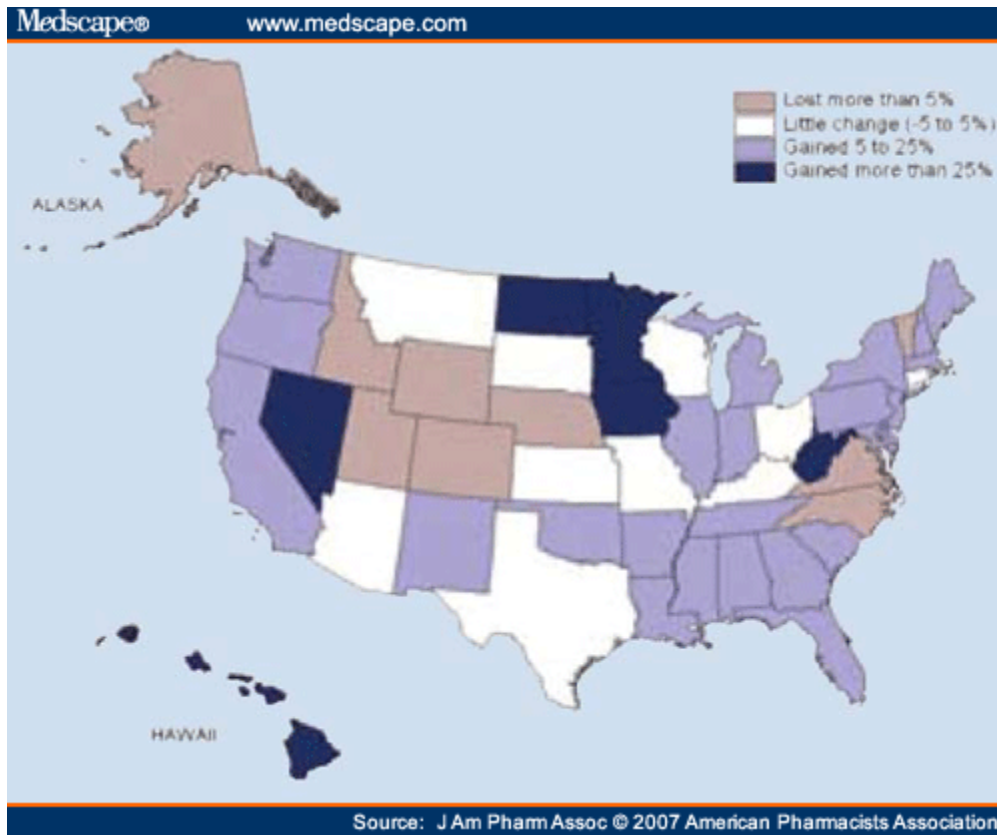 Medscape® www.medscape.com
Lost more than 5%
Little change (-5 to 5%)
Gained 5 to 25%
Gained more than 25%
ALASKA
HAWAII
Source: J Am Pharm Assoc © 2007 American Pharmacists Association